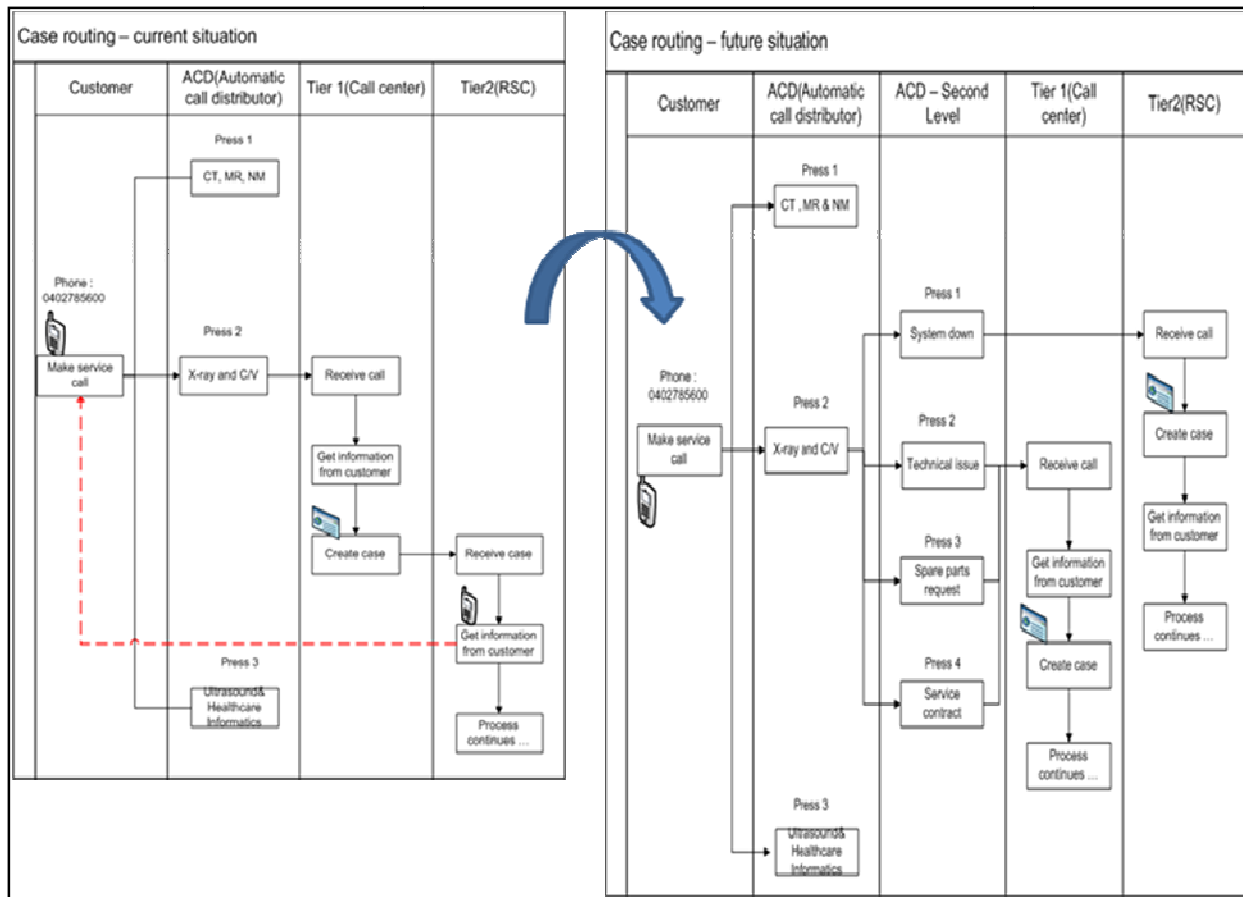 Case routing – current situation
Customer
ACD(Automatic
call distributor)
Tier 1(Call center)
Tier2(RSC)
Press 1
CT, MR, NM
Phone :
0402785600
Press 2
Make service
call
X-ray and C/V
Receive call
Get information
from customer
Create case
Receive case
Get information
from customer
Press 3
Ultrasound&
Healthcare
Informatics
Process
continues ...
Case routing – future situation
Customer
ACD(Automatic
call distributor)
ACD – Second
Level
Tier 1(Call
center)
Tier2(RSC)
Press 1
CT , MR & NM
Press 1
System down
Receive call
Phone :
0402785600
Press 2
Press 2
Create case
Make service
call
X-ray and C/V
Technical issue
Receive call
Get information
from customer
Press 3
Spare parts
request
Get information
from customer
Process
continues ...
Press 4
Service
contract
Create case
Process
continues ...
Press 3
Ultrasound&
Healthcare
Informatics